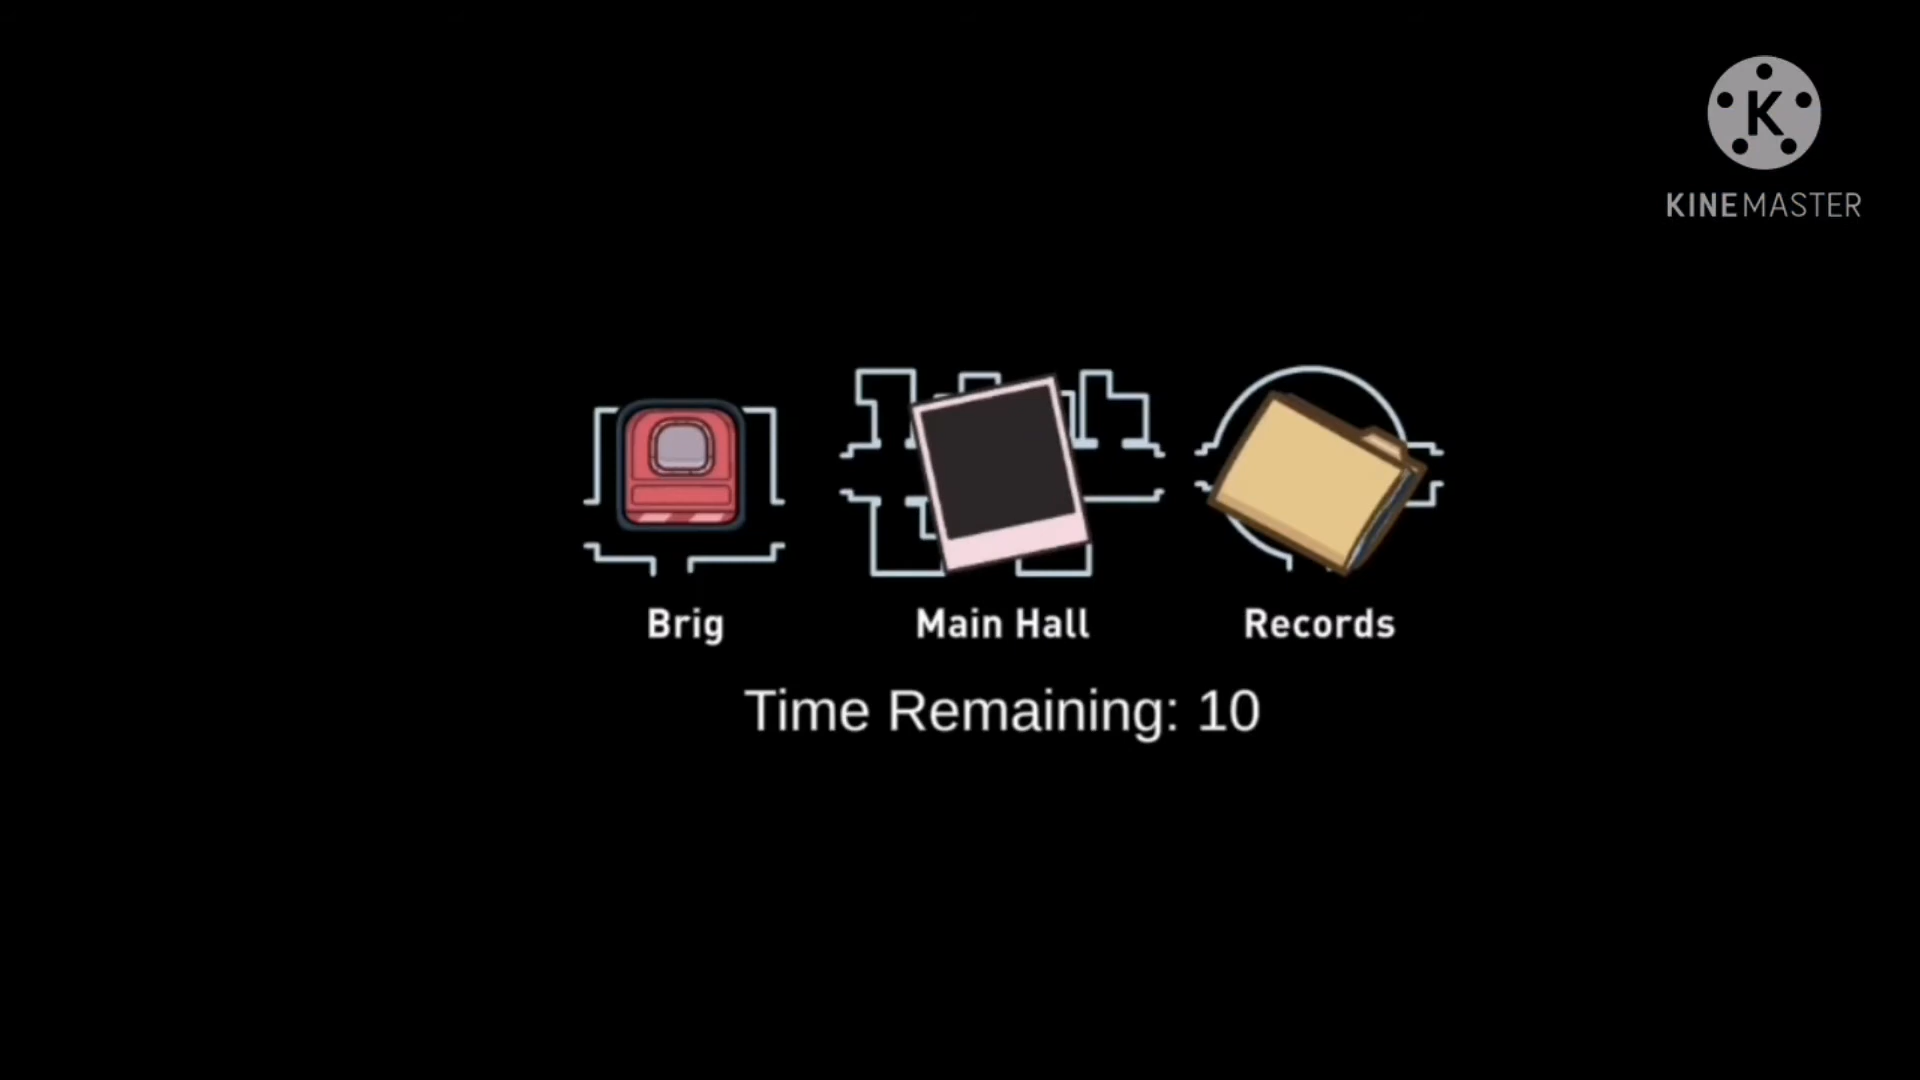 K
KINEMASTER
Brig
Main Hall
Records
Time Remaining: 10